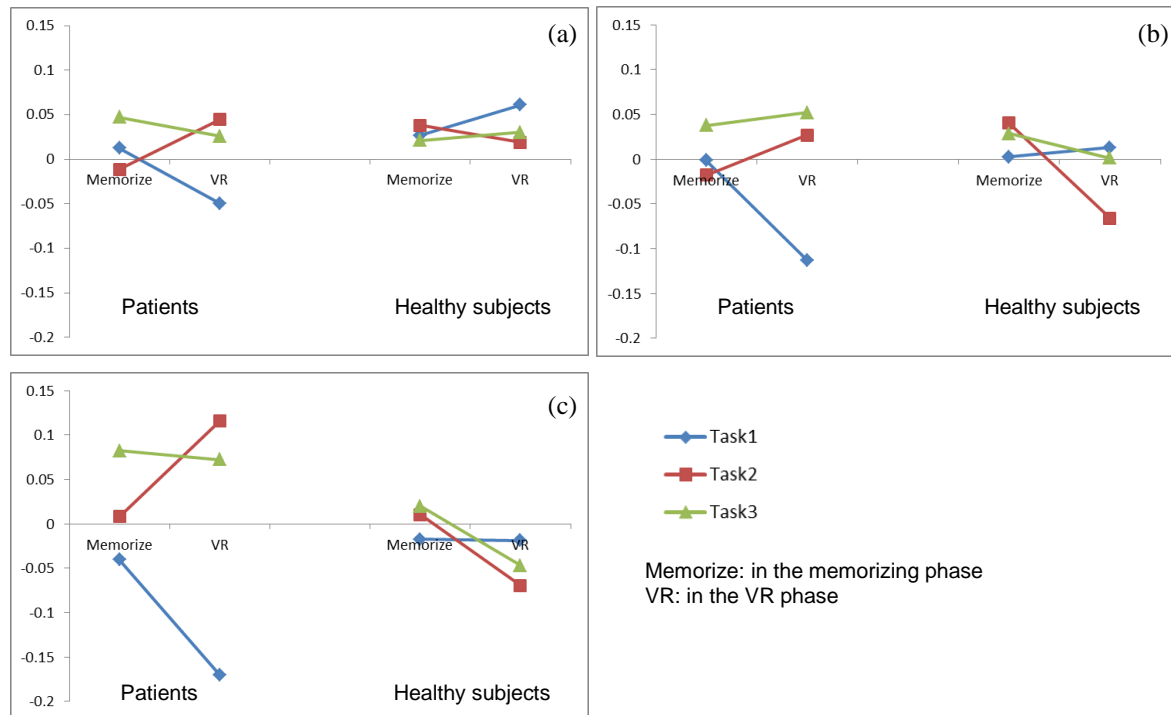 (a)
0.15
0.1
0.05
0
-0.05
-0.1
-0.15
-0.2
Memorize VR Memorize VR
Patients Healthy subjects
(b)
0.15
0.1
0.05
0
-0.05
-0.1
-0.15
-0.2
Memorize VR Memorize VR
Patients Healthy subjects
(c)
0.15
0.1
0.05
0
-0.05
-0.1
-0.15
-0.2
Memorize VR Memorize VR
Patients Healthy subjects
Task1
Task2
Task3
Memorize: in the memorizing phase
VR: in the VR phase